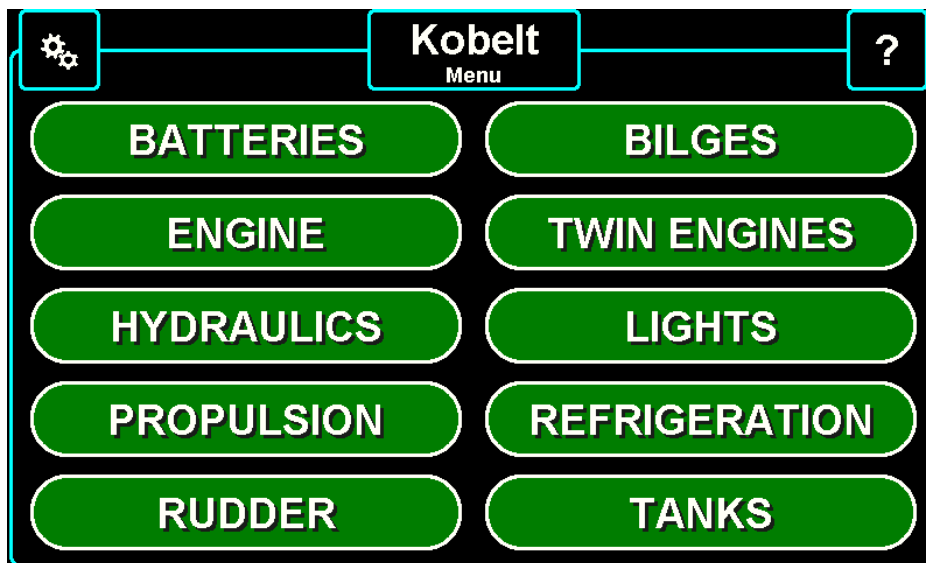 Kobelt
Menu
?
BATTERIES
BILGES
ENGINE
TWIN ENGINES
HYDRAULICS
LIGHTS
PROPULSION
REFRIGERATION
RUDDER
TANKS